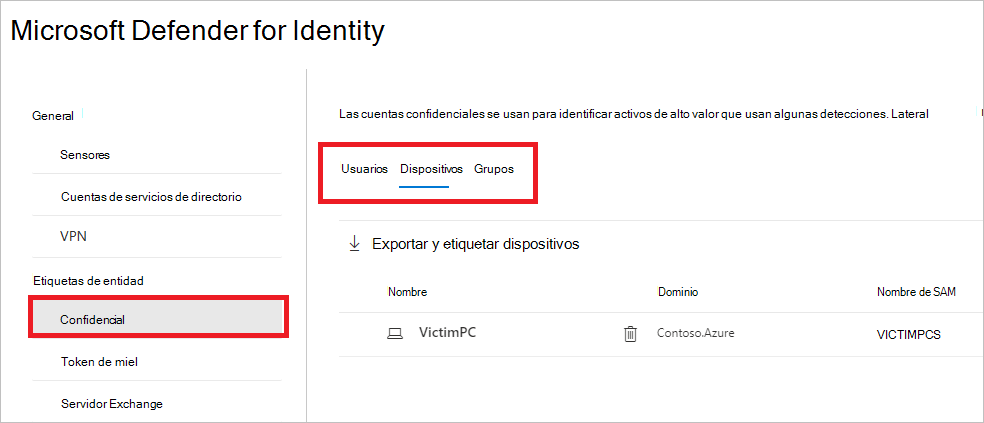 Microsoft Defender for Identity
General
Sensores
Cuentas de servicios de directorio
VPN
Etiquetas de entidad
Confidencial
Token de miel
Servidor Exchange
Las cuentas confidenciales se usan para identificar activos de alto valor que usan algunas detecciones. Lateral
Usuarios Dispositivos Grupos
Exportar y etiquetar dispositivos
Nombre Dominio Nombre de SAM
VictimPC Contoso.Azure VICTIMPCS